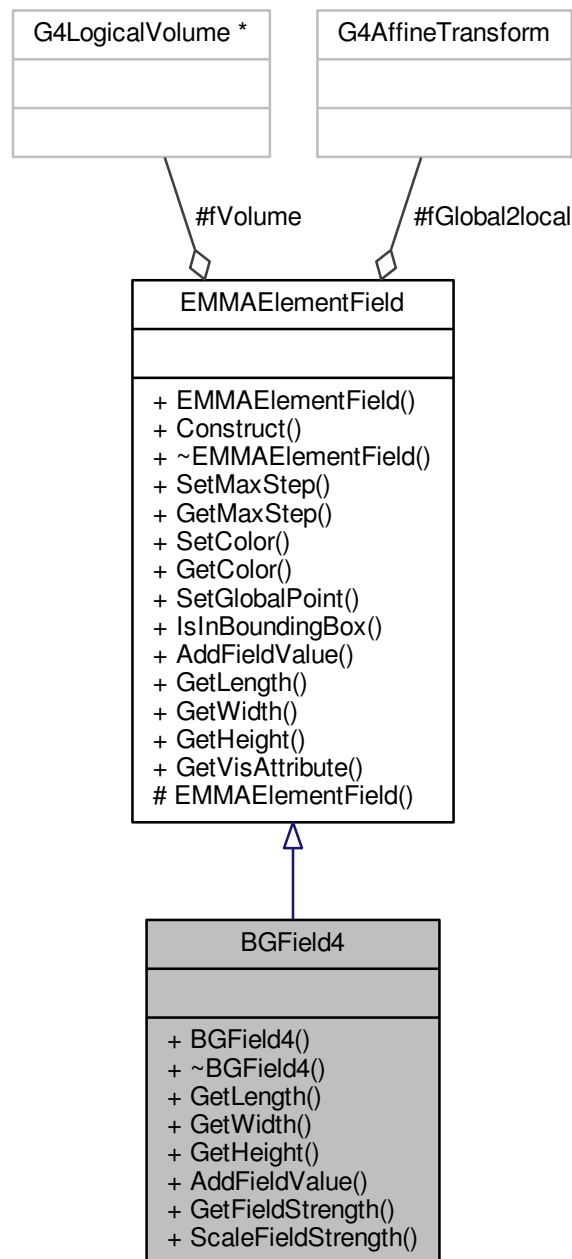 G4LogicalVolume *
G4AffineTransform
#fVolume
#fGlobal2local
EMMAElementField
+ EMMAElementField()
+ Construct()
+ ~EMMAElementField()
+ SetMaxStep()
+ GetMaxStep()
+ SetColor()
+ GetColor()
+ SetGlobalPoint()
+ IsInBoundingBox()
+ AddFieldValue()
+ GetLength()
+ GetWidth()
+ GetHeight()
+ GetVisAttribute()
# EMMAElementField()
BGField4
+ BGField4()
+ ~BGField4()
+ GetLength()
+ GetWidth()
+ GetHeight()
+ AddFieldValue()
+ GetFieldStrength()
+ ScaleFieldStrength()